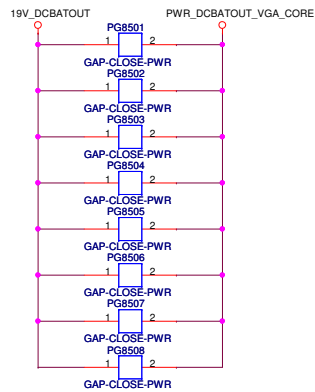 19V_DCBATOUT PWR_DCBATOUT_VGA_CORE
PG8501
1 2
GAP-CLOSE-PWR
PG8502
1 2
GAP-CLOSE-PWR
PG8503
1 2
GAP-CLOSE-PWR
PG8504
1 2
GAP-CLOSE-PWR
PG8505
1 2
GAP-CLOSE-PWR
PG8506
1 2
GAP-CLOSE-PWR
PG8507
1 2
GAP-CLOSE-PWR
PG8508
1 2
GAP-CLOSE-PWR